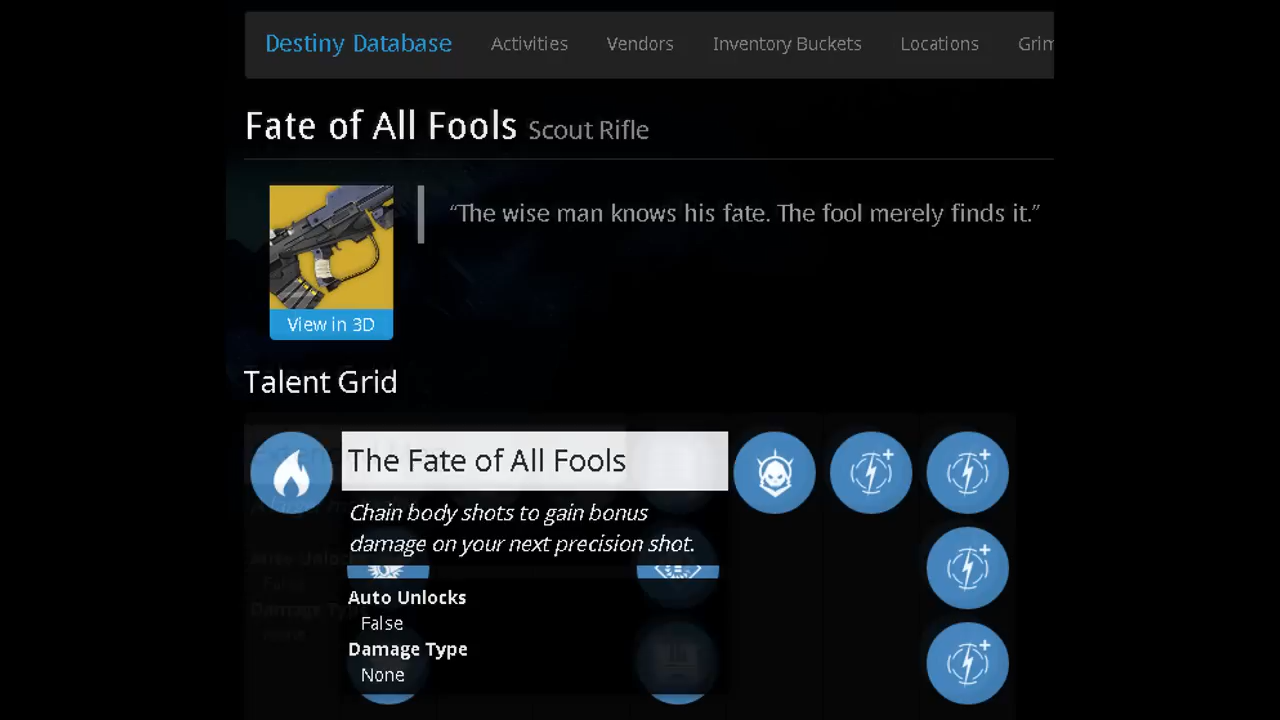 Destiny Database Activities Vendors Inventory Buckets Locations Grim
Fate of All Fools Scout Rifle
“The wise man knows his fate. The fool merely finds it.”
View in 3D
Talent Grid
The Fate of All Fools
Chain body shots to gain bonus
damage on your next precision shot.
Auto Unlocks
False
Damage Type
None